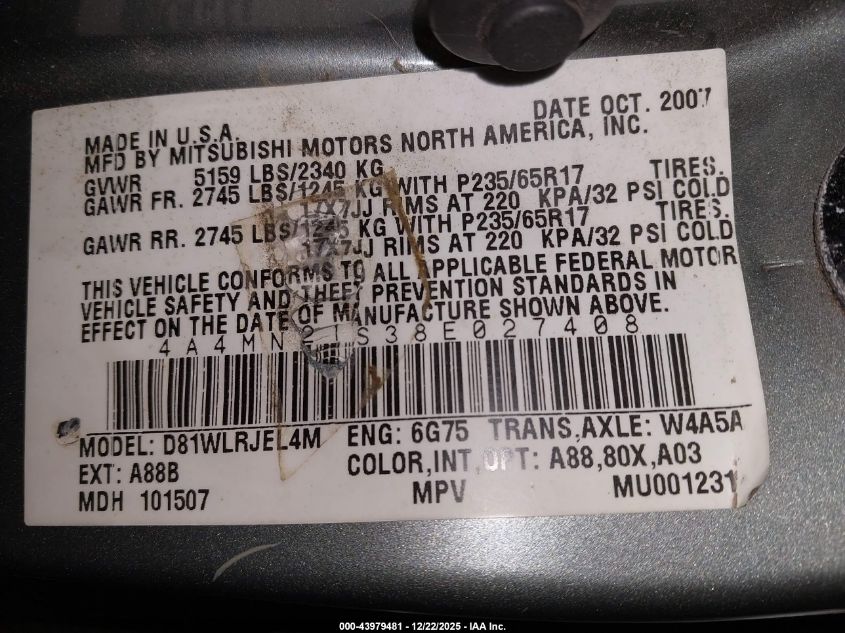 DATE OCT. 2007
MADE IN U.S.A.
MFD BY MITSUBISHI MOTORS NORTH AMERICA, INC.
GVWR 5159 LBS/2340 KG
GAWR FR. 2745 LBS/1245 KG WITH P235/65R17 TIRES.
17X7JJ RIMS AT 220 KPA/32 PSI COLD
GAWR RR. 2745 LBS/1245 KG WITH P235/65R17 TIRES.
17X7JJ RIMS AT 220 KPA/32 PSI COLD
THIS VEHICLE CONFORMS TO ALL APPLICABLE FEDERAL MOTOR
VEHICLE SAFETY AND THEFT PREVENTION STANDARDS IN
EFFECT ON THE DATE OF MANUFACTURE SHOWN ABOVE.
4A4MN21S38E027408
MODEL: D81WLRJEL4M ENG: 6G75 TRANS,AXLE: W4A5A
EXT: A88B COLOR,INT,OPT: A88,80X,A03
MDH 101507 MPV MU001231
000-43979481 - 12/22/2025 - IAA Inc.